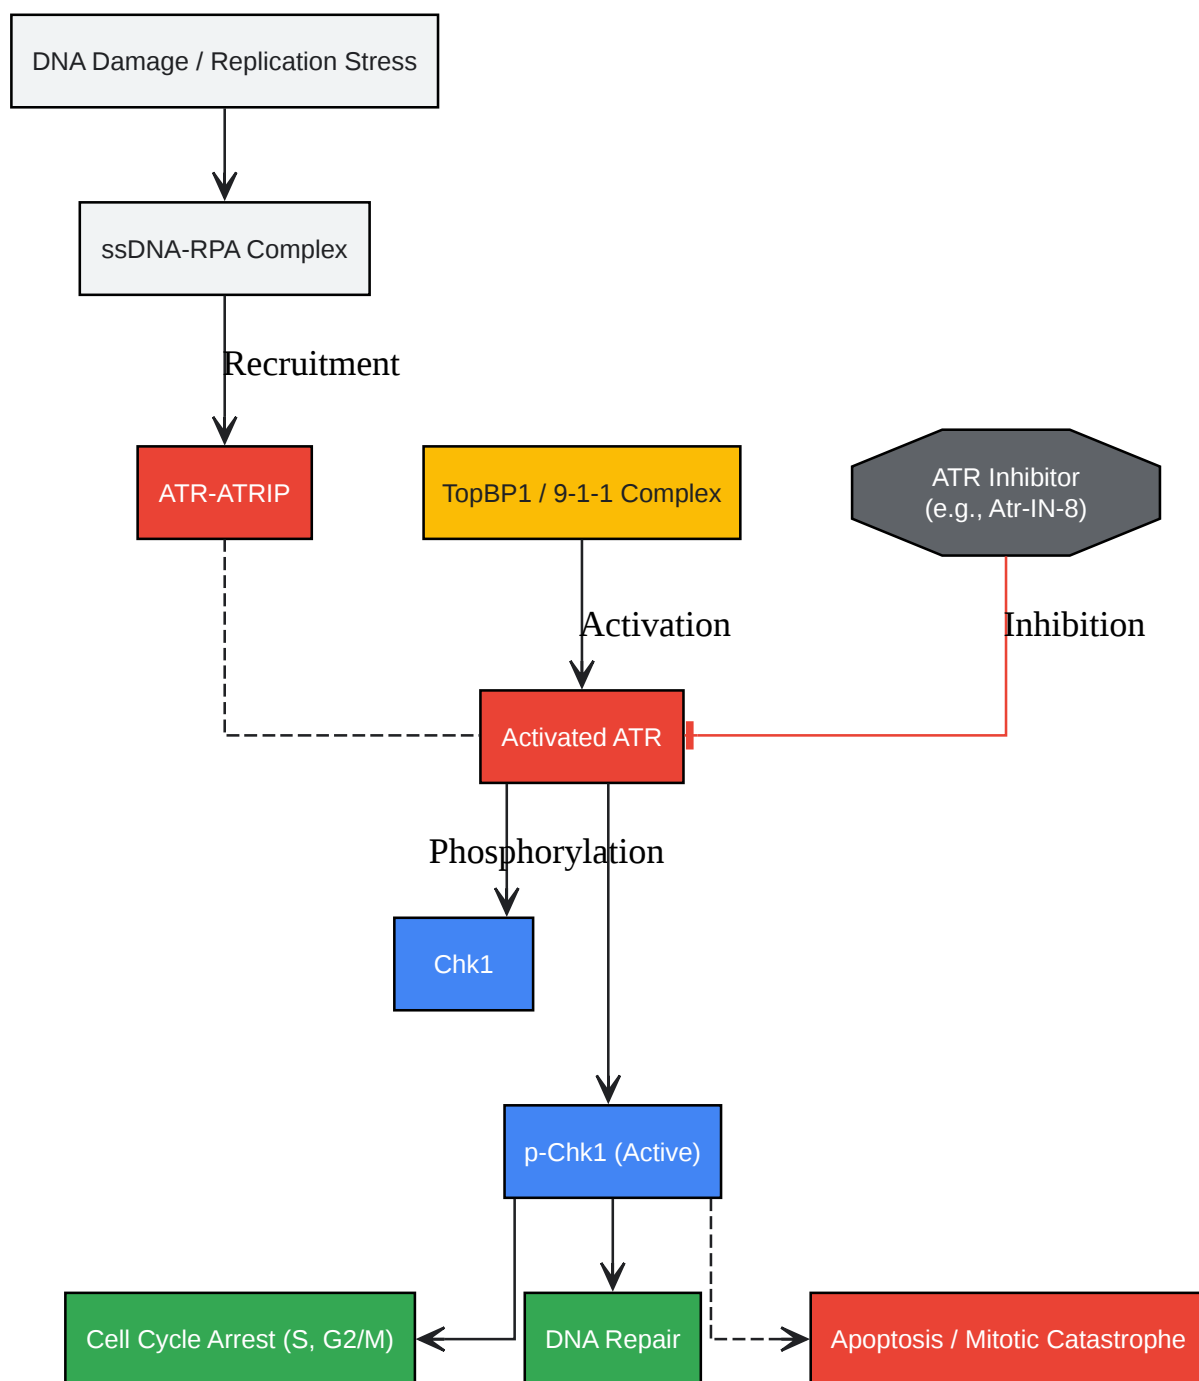 DNA Damage / Replication Stress
ssDNA-RPA Complex
Recruitment
ATR-ATRIP
TopBP1 / 9-1-1 Complex
ATR Inhibitor
(e.g., Atr-IN-8)
Activation
Inhibition
Activated ATR
Phosphorylation
Chk1
p-Chk1 (Active)
Cell Cycle Arrest (S, G2/M)
DNA Repair
Apoptosis / Mitotic Catastrophe